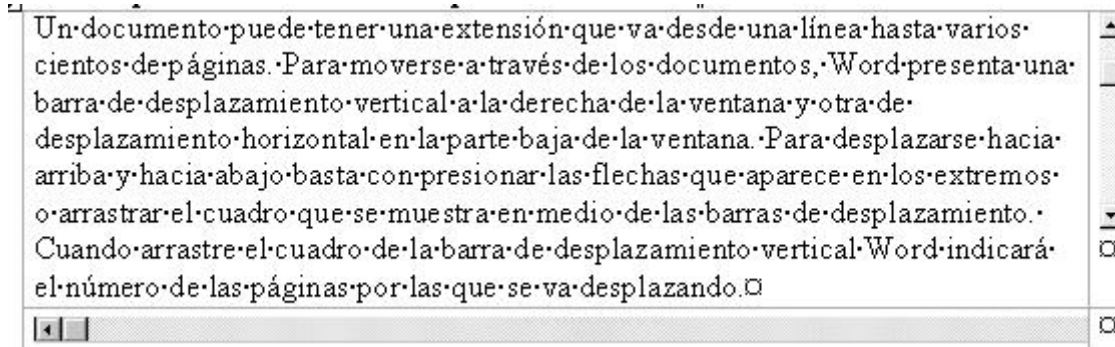 Un documento puede tener una extensión que va desde una línea hasta varios
cientos de páginas. Para moverse a través de los documentos, Word presenta una
barra de desplazamiento vertical a la derecha de la ventana y otra de
desplazamiento horizontal en la parte baja de la ventana. Para desplazarse hacia
arriba y hacia abajo basta con presionar las flechas que aparece en los extremos
o arrastrar el cuadro que se muestra en medio de las barras de desplazamiento.
Cuando arrastre el cuadro de la barra de desplazamiento vertical Word indicará
el número de las páginas por las que se va desplazando.